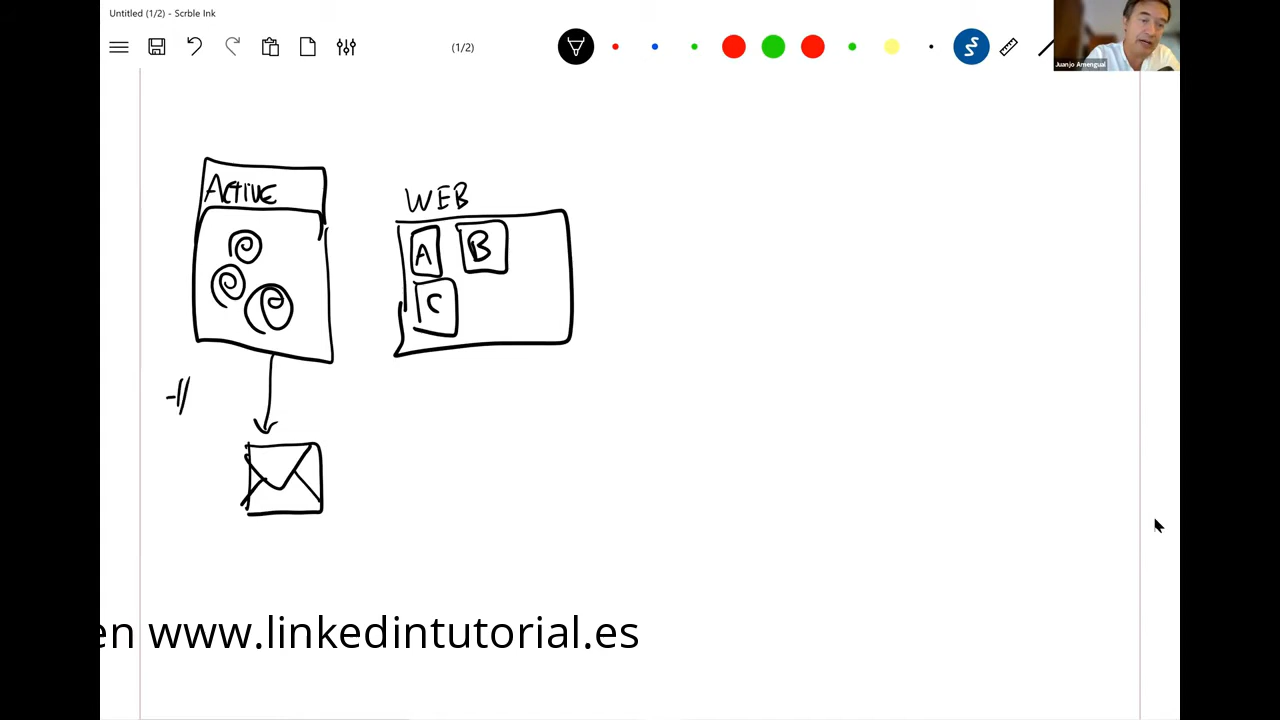 Untitled (1/2) - Scrble Ink
(1/2)
Juanjo Amengual
ACTIVE
WEB
A
B
C
en www.linkedintutorial.es